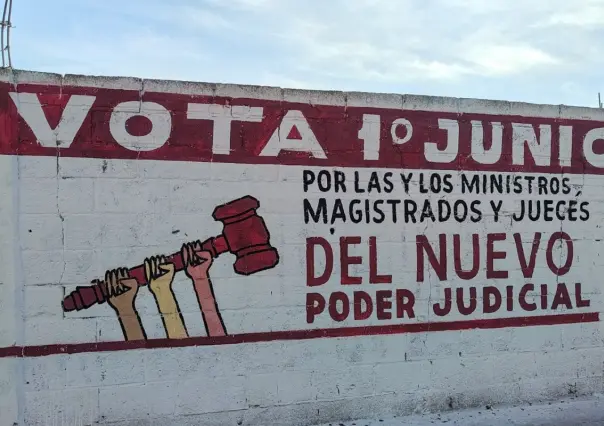 VOTA 1º JUNIO
POR LAS Y LOS MINISTROS,
MAGISTRADOS Y JUECES
DEL NUEVO
PODER JUDICIAL